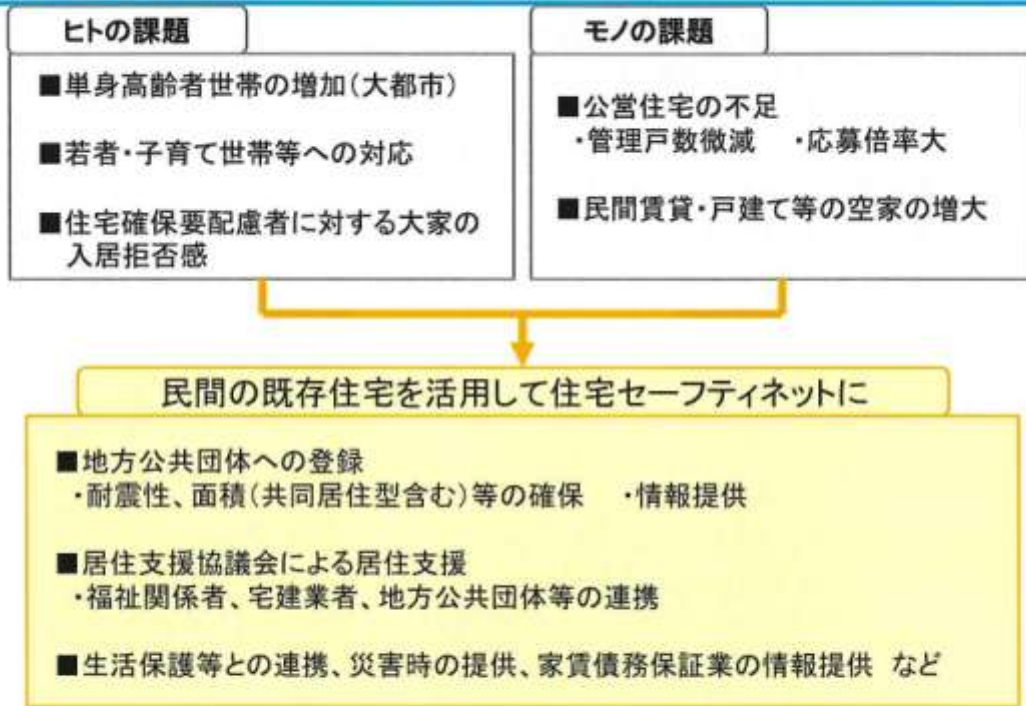 ヒトの課題
■単身高齢者世帯の増加(大都市)
■若者・子育て世帯等への対応
■住宅確保要配慮者に対する大家の
入居拒否感
モノの課題
■公営住宅の不足
・管理戸数微減　・応募倍率大
■民間賃貸・戸建て等の空家の増大
民間の既存住宅を活用して住宅セーフティネットに
■地方公共団体への登録
・耐震性、面積(共同居住型含む)等の確保　・情報提供
■居住支援協議会による居住支援
・福祉関係者、宅建業者、地方公共団体等の連携
■生活保護等との連携、災害時の提供、家賃債務保証業の情報提供 など